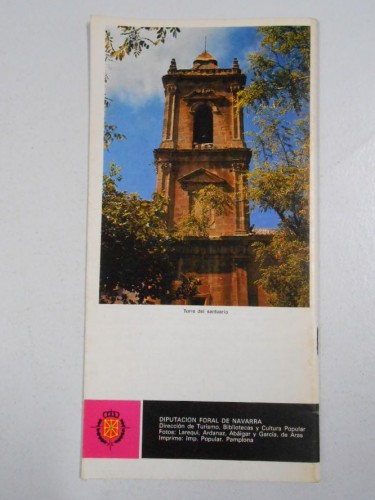 Torre del santuario
DIPUTACION FORAL DE NAVARRA
Dirección de Turismo, Bibliotecas y Cultura Popular
Fotos: Larequi, Ardanaz, Abáigar y García, de Aras
Imprime: Imp. Popular. Pamplona